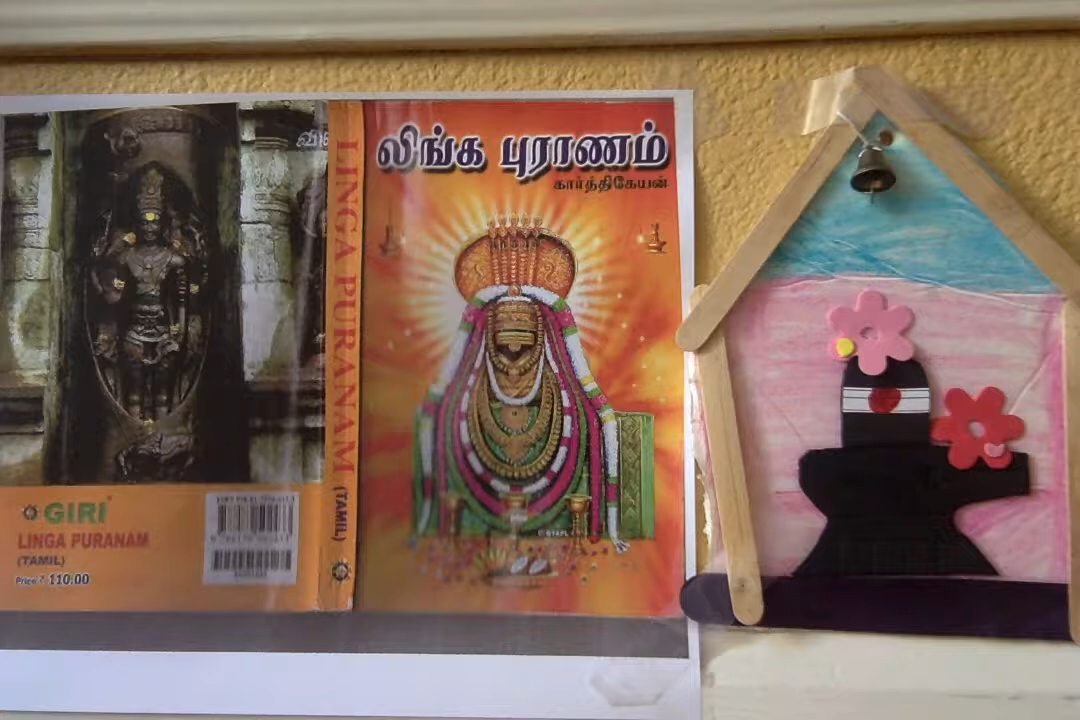 GIRI
LINGA PURANAM
(TAMIL)
Price ₹ 110.00
LINGA PURANAM (TAMIL)
லிங்க புராணம்
கார்த்திகேயன்